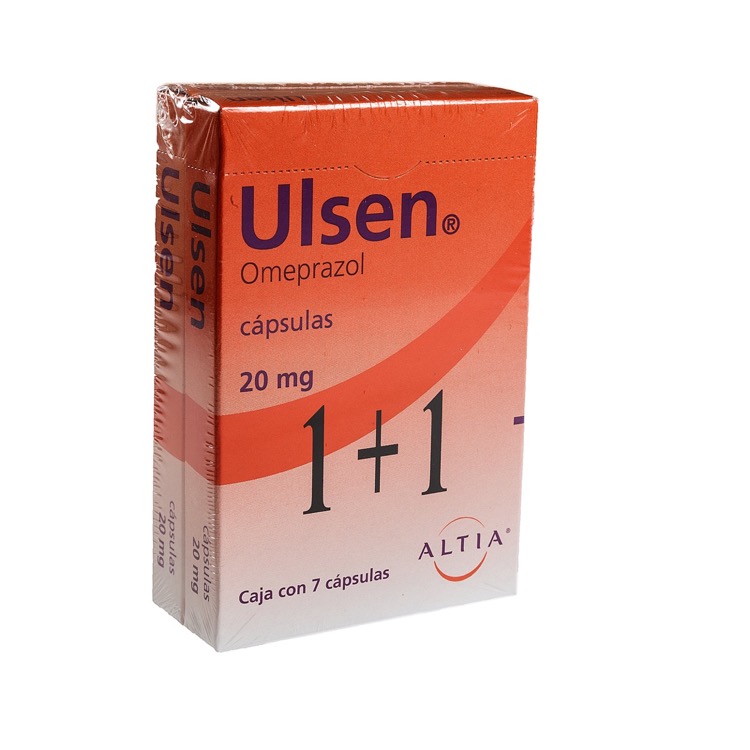 Ulsen®
Omeprazol
cápsulas
20 mg
1+1
ALTIA®
Caja con 7 cápsulas
Ulsen
cápsulas
20 mg
Ulsen
cápsulas
20 mg